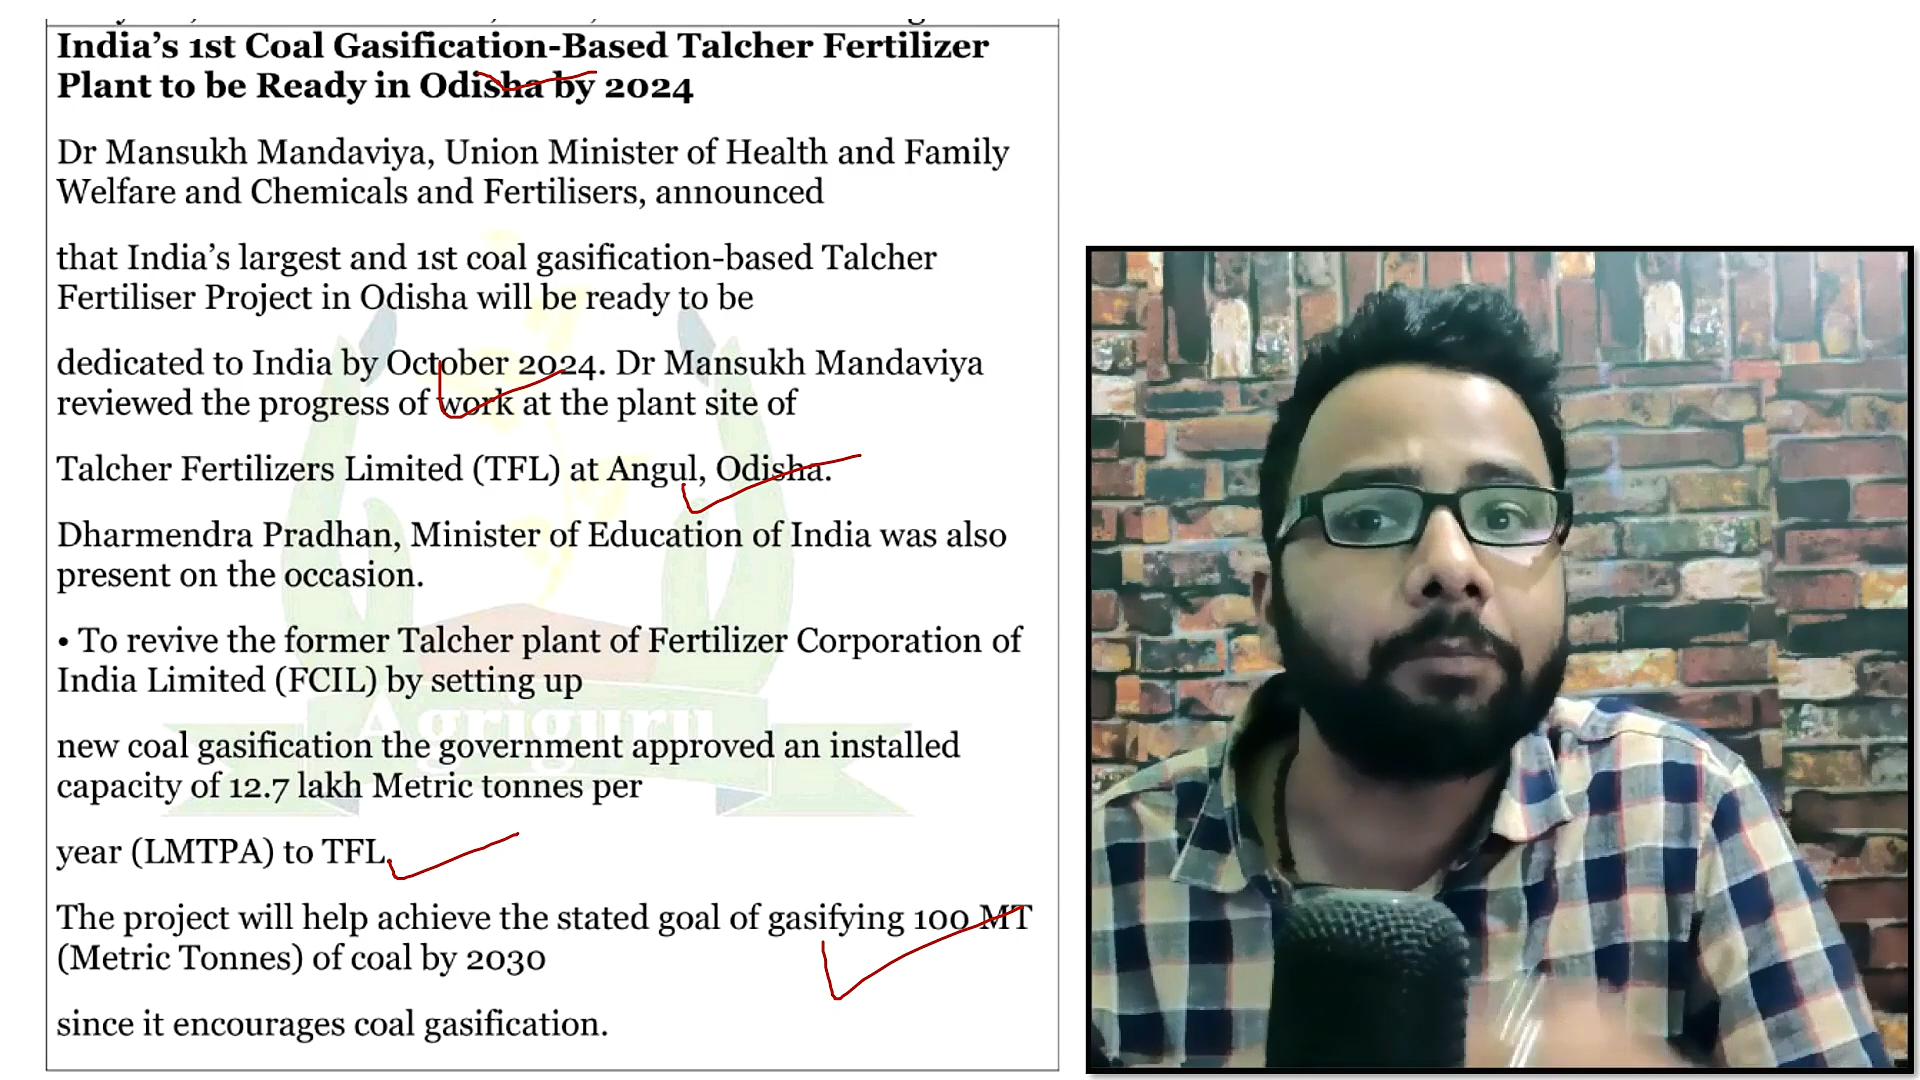 India’s 1st Coal Gasification-Based Talcher Fertilizer
Plant to be Ready in Odisha by 2024
Dr Mansukh Mandaviya, Union Minister of Health and Family
Welfare and Chemicals and Fertilisers, announced
that India’s largest and 1st coal gasification-based Talcher
Fertiliser Project in Odisha will be ready to be
dedicated to India by October 2024. Dr Mansukh Mandaviya
reviewed the progress of work at the plant site of
Talcher Fertilizers Limited (TFL) at Angul, Odisha.
Dharmendra Pradhan, Minister of Education of India was also
present on the occasion.
• To revive the former Talcher plant of Fertilizer Corporation of
India Limited (FCIL) by setting up
Agriguru
new coal gasification the government approved an installed
capacity of 12.7 lakh Metric tonnes per
year (LMTPA) to TFL.
The project will help achieve the stated goal of gasifying 100 MT
(Metric Tonnes) of coal by 2030
since it encourages coal gasification.